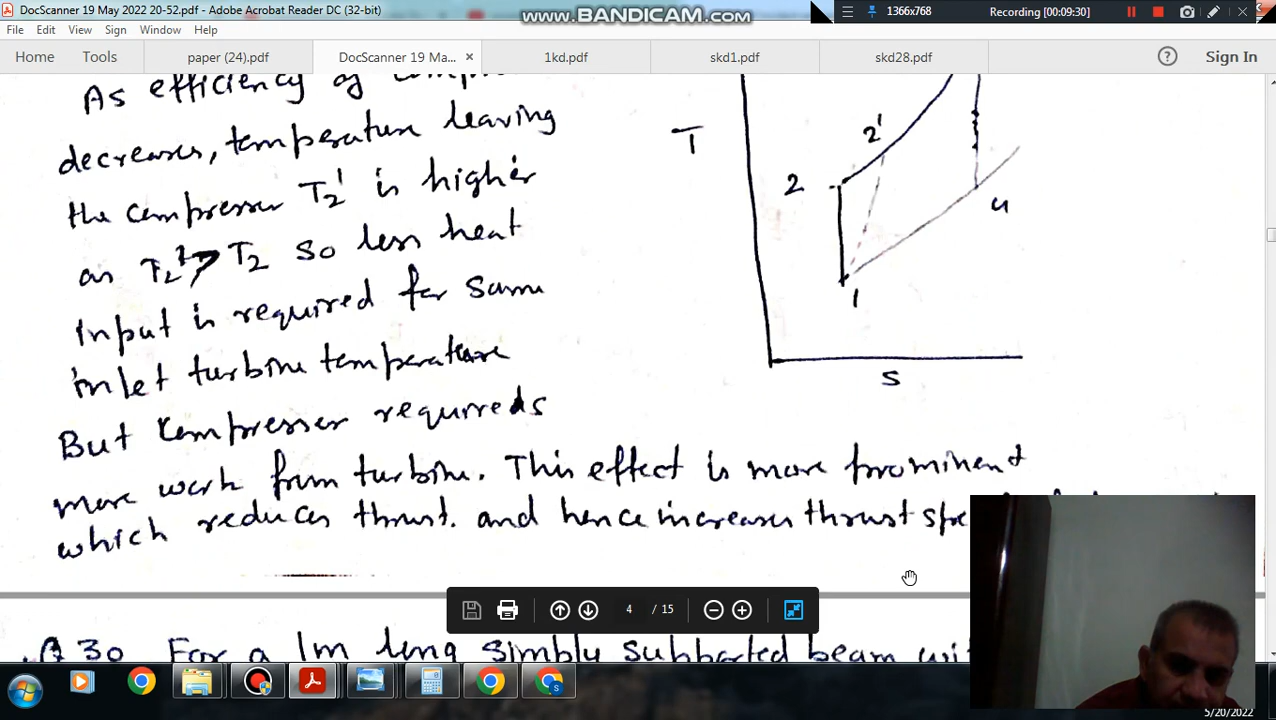 DocScanner 19 May 2022 20-52.pdf - Adobe Acrobat Reader DC (32-bit)
www.BANDICAM.com
1366x768
Recording [00:09:30]
File Edit View Sign Window Help
Home Tools paper (24).pdf DocScanner 19 Ma... 1kd.pdf skd1.pdf skd28.pdf Sign In
As efficiency of
decreases, temperature leaving
the compresser T2' is higher
as T2' > T2 so less heat
input is required for same
inlet turbine temperature
But compresser requireds
more work from turbine. This effect is more prominent
which reduces thrust. and hence increases thrust
T
2'
2
4
1
s
4 / 15
Q30 For a 1m long simply supported beam
5/20/2022